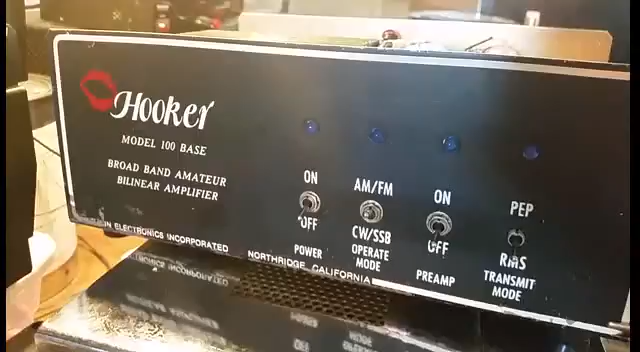 Hooker
MODEL 100 BASE
BROAD BAND AMATEUR
BILINEAR AMPLIFIER
ELECTRONICS INCORPORATED
NORTHRIDGE, CALIFORNIA
ON
OFF
POWER
AM/FM
CW/SSB
OPERATE
MODE
ON
OFF
PREAMP
PEP
RMS
TRANSMIT
MODE